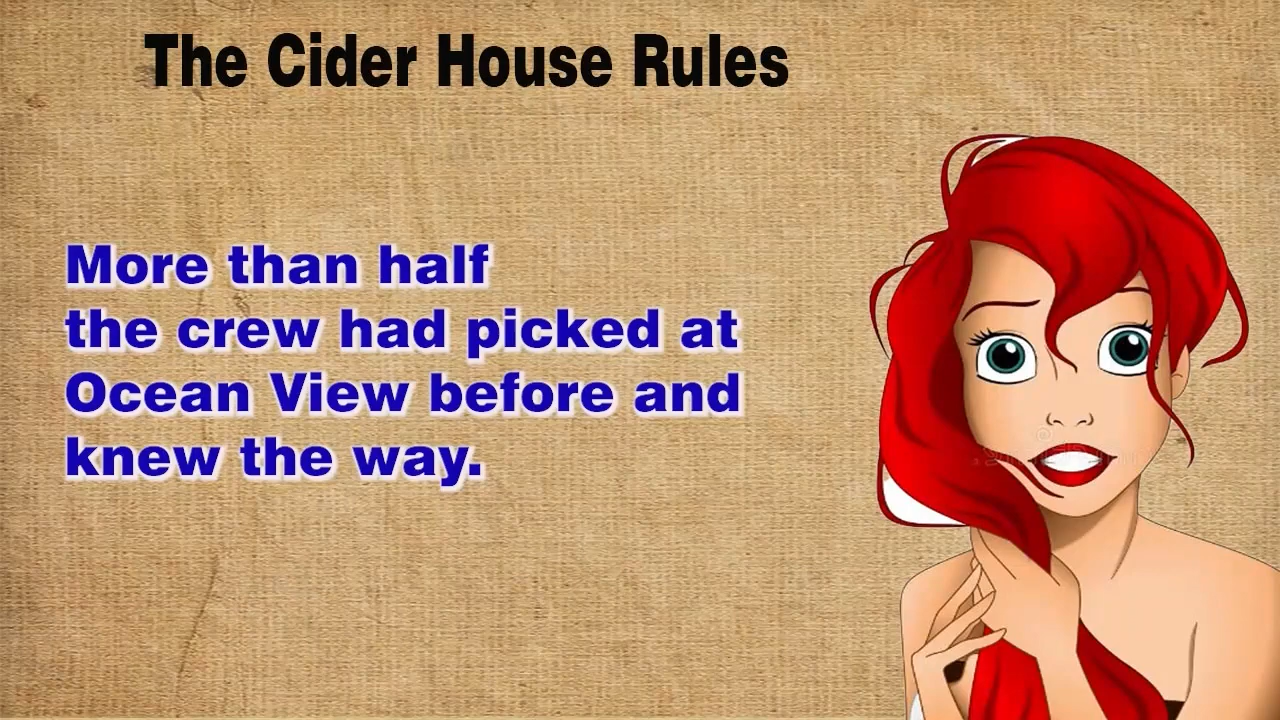 The Cider House Rules
More than half
the crew had picked at
Ocean View before and
knew the way.